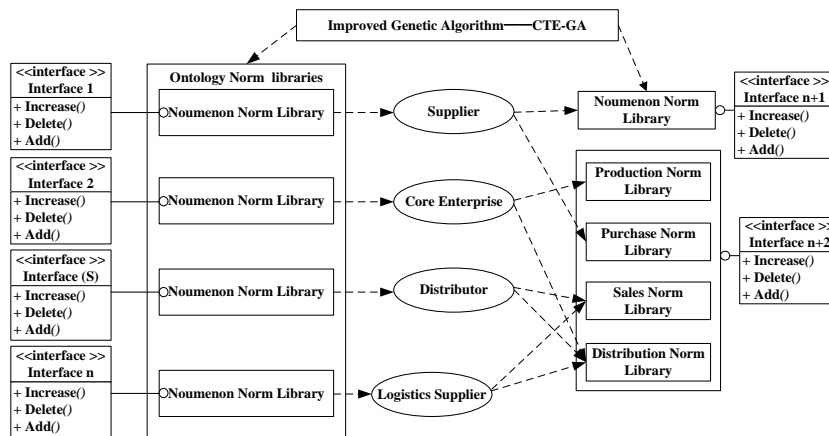 Improved Genetic Algorithm——CTE-GA
<<interface >>
Interface 1
+ Increase()
+ Delete()
+ Add()
<<interface >>
Interface 2
+ Increase()
+ Delete()
+ Add()
<<interface >>
Interface (S)
+ Increase()
+ Delete()
+ Add()
<<interface >>
Interface n
+ Increase()
+ Delete()
+ Add()
Ontology Norm libraries
Noumenon Norm Library
Noumenon Norm Library
Noumenon Norm Library
Noumenon Norm Library
Supplier
Core Enterprise
Distributor
Logistics Supplier
Noumenon Norm
Library
Production Norm
Library
Purchase Norm
Library
Sales Norm
Library
Distribution Norm
Library
<<interface >>
Interface n+1
+ Increase()
+ Delete()
+ Add()
<<interface >>
Interface n+2
+ Increase()
+ Delete()
+ Add()